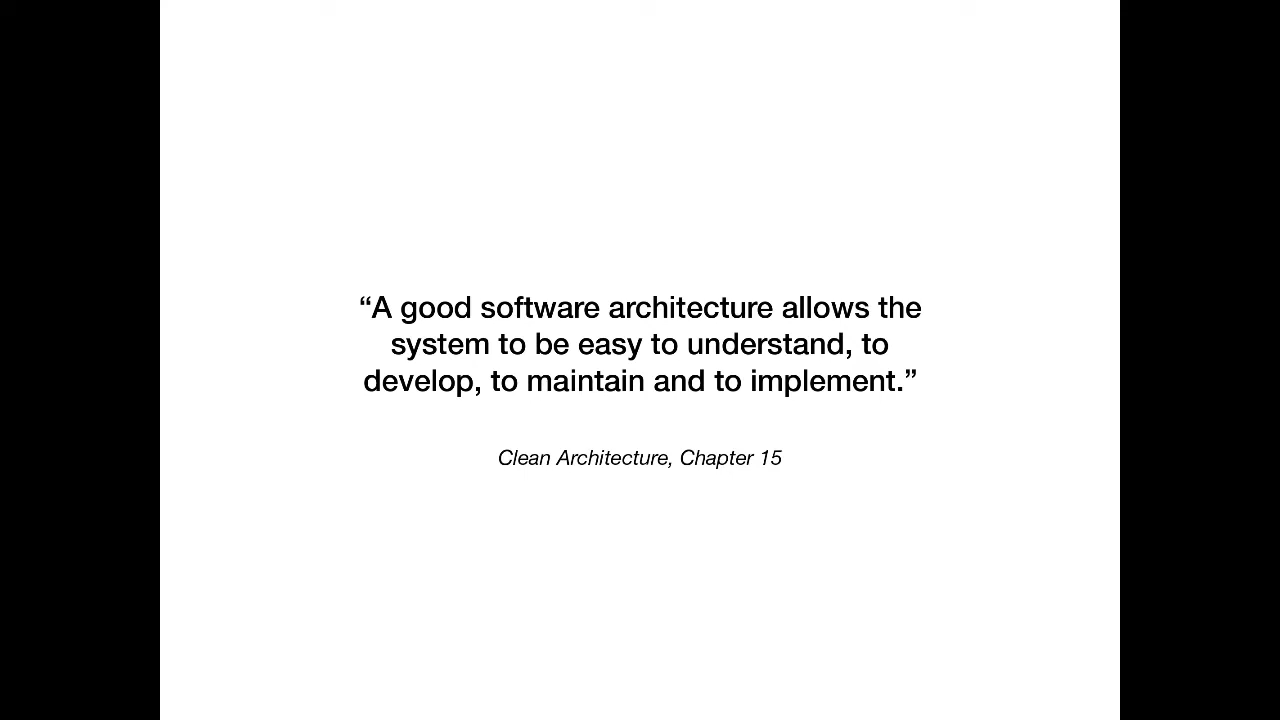 “A good software architecture allows the
system to be easy to understand, to
develop, to maintain and to implement.”
Clean Architecture, Chapter 15